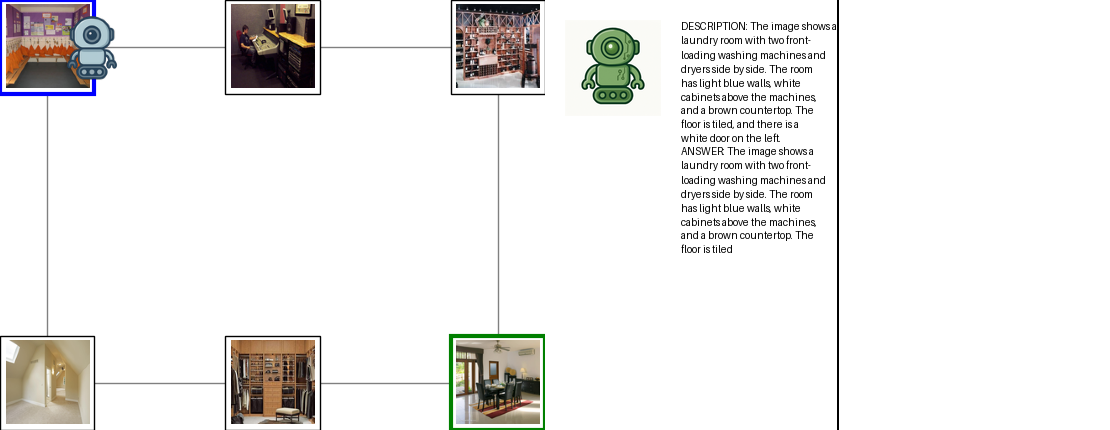 DESCRIPTION: The image shows a
laundry room with two front-
loading washing machines and
dryers side by side. The room
has light blue walls, white
cabinets above the machines,
and a brown countertop. The
floor is tiled, and there is a
white door on the left.
ANSWER: The image shows a
laundry room with two front-
loading washing machines and
dryers side by side. The room
has light blue walls, white
cabinets above the machines,
and a brown countertop. The
floor is tiled